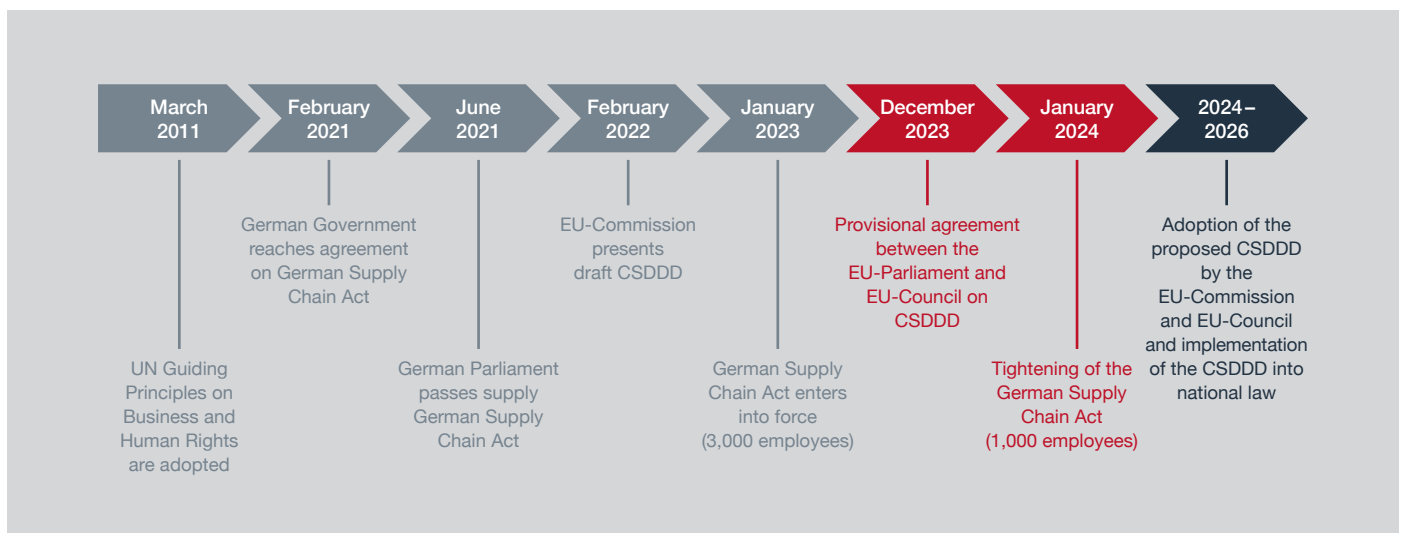 March
2011
February
2021
June
2021
February
2022
January
2023
December
2023
January
2024
2024 –
2026
UN Guiding
Principles on
Business and
Human Rights
are adopted
German Government
reaches agreement
on German Supply
Chain Act
German Parliament
passes supply
German Supply
Chain Act
EU-Commission
presents
draft CSDDD
German Supply
Chain Act enters
into force
(3,000 employees)
Provisional agreement
between the
EU-Parliament and
EU-Council on
CSDDD
Tightening of the
German Supply
Chain Act
(1,000 employees)
Adoption of the
proposed CSDDD
by the
EU-Commission
and EU-Council
and implementation
of the CSDDD into
national law